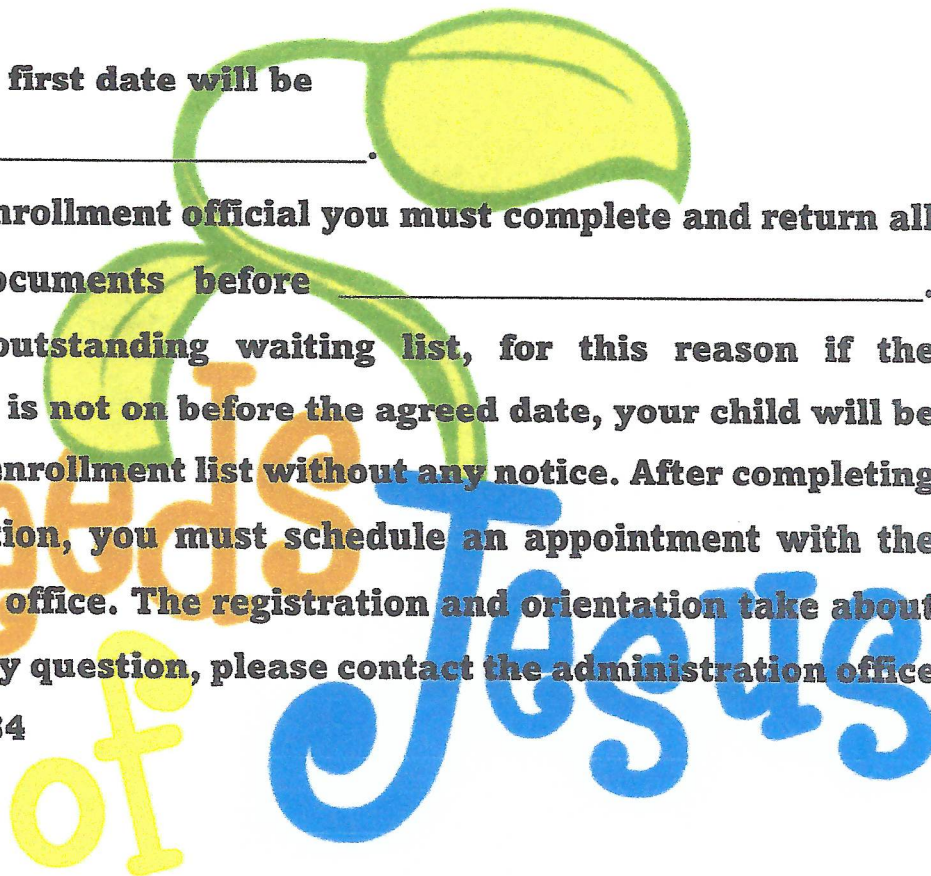 first date will be
____________________.
nrollment official you must complete and return all
ocuments before ____________________.
outstanding waiting list, for this reason if the
is not on before the agreed date, your child will be
enrollment list without any notice. After completing
tion, you must schedule an appointment with the
office. The registration and orientation take about
y question, please contact the administration office
34
eeds
of
Jesus